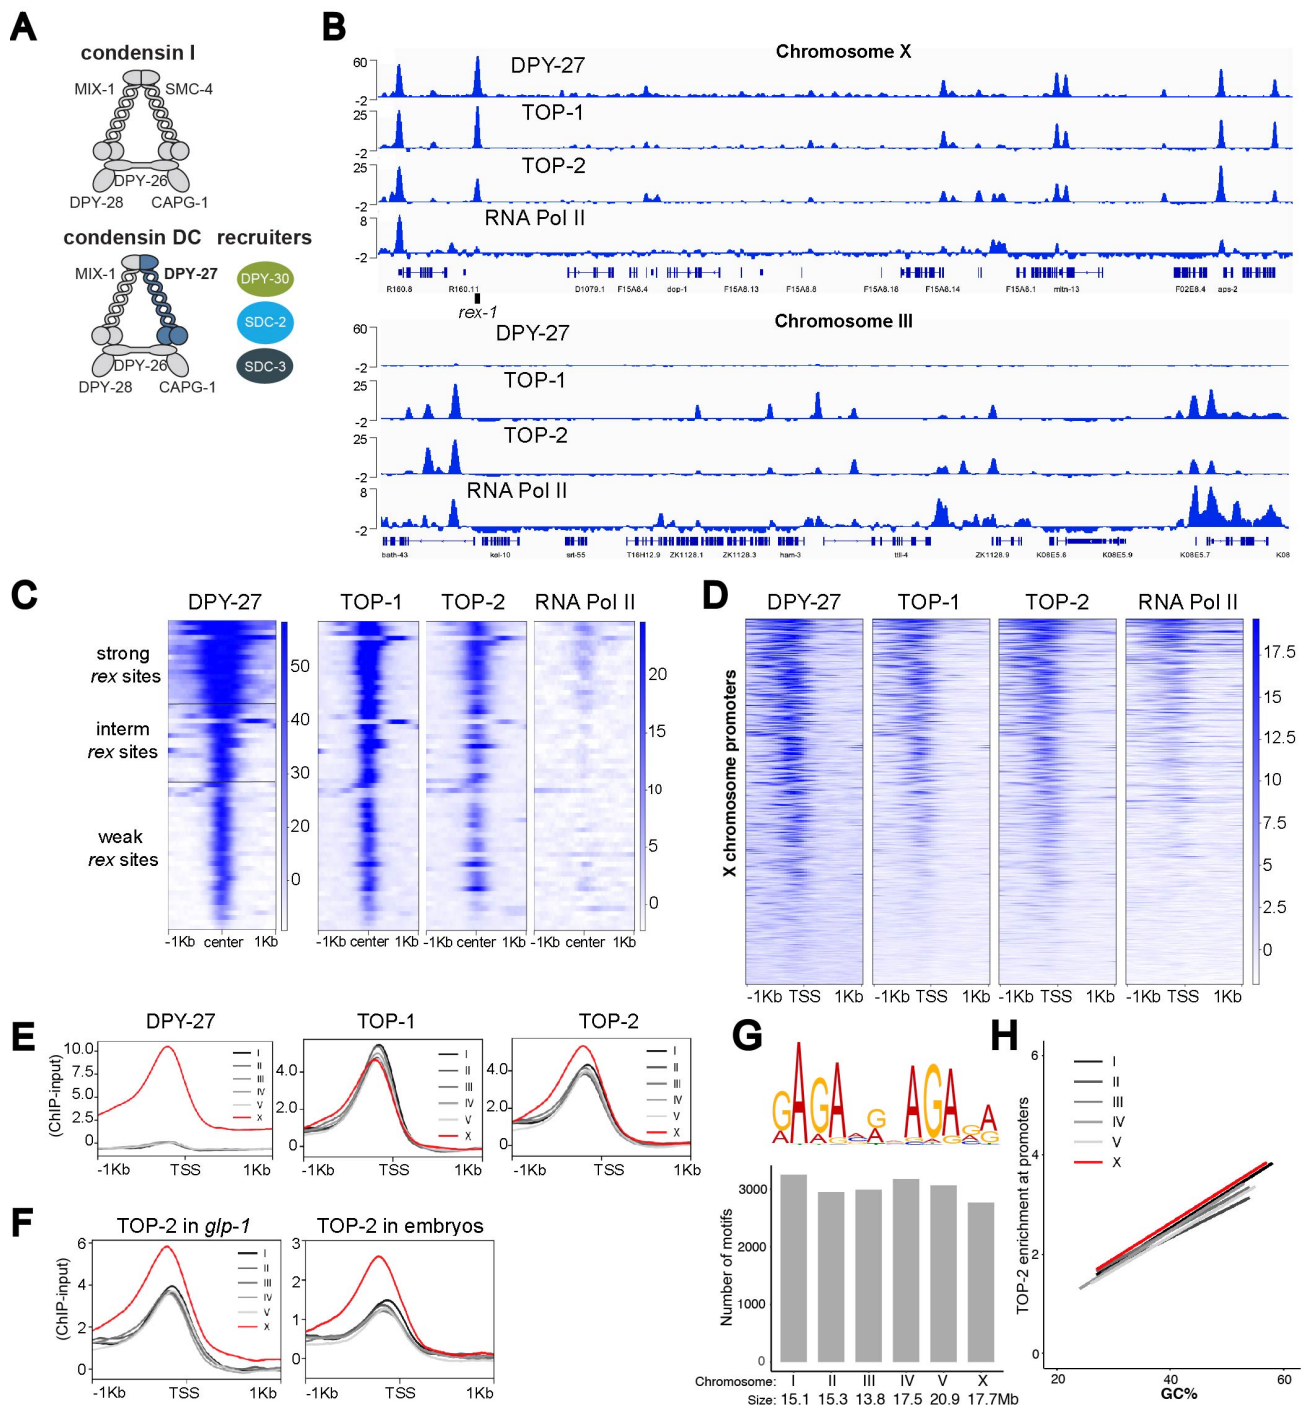 A
condensin I
MIX-1
SMC-4
DPY-26
DPY-28
CAPG-1
condensin DC
recruiters
MIX-1
DPY-27
DPY-30
SDC-2
SDC-3
DPY-26
DPY-28
CAPG-1
B
Chromosome X
60
DPY-27
-2
25
TOP-1
-2
25
TOP-2
-2
8
RNA Pol II
-2
R160.8
R160.11
D1079.1
F15A8.4
dop-1
F15A8.13
F15A8.8
F15A8.18
F15A8.14
F15A8.1
mltn-13
F02E8.4
aps-2
rex-1
Chromosome III
60
DPY-27
-2
25
TOP-1
-2
25
TOP-2
-2
8
RNA Pol II
-2
bath-43
kel-10
srt-55
T16H12.9
ZK1128.1
ZK1128.3
ham-3
ttll-4
ZK1128.9
K08E5.6
K08E5.9
K08E5.7
K08
C
DPY-27
TOP-1
TOP-2
RNA Pol II
strong
rex sites
interm
rex sites
weak
rex sites
50
40
30
20
0
20
15
10
5
0
-1Kb center 1Kb
-1Kb center 1Kb
-1Kb center 1Kb
-1Kb center 1Kb
D
DPY-27
TOP-1
TOP-2
RNA Pol II
X chromosome promoters
17.5
15
12.5
10
7.5
5
2.5
0
-1Kb TSS 1Kb
-1Kb TSS 1Kb
-1Kb TSS 1Kb
-1Kb TSS 1Kb
E
DPY-27
(ChIP-input)
10.0
7.5
5.0
2.5
0
I
II
III
IV
V
X
-1Kb TSS 1Kb
TOP-1
4.0
2.0
0
I
II
III
IV
V
X
-1Kb TSS 1Kb
TOP-2
4.0
2.0
0
I
II
III
IV
V
X
-1Kb TSS 1Kb
F
TOP-2 in glp-1
(ChIP-input)
6
4
2
0
I
II
III
IV
V
X
-1Kb TSS 1Kb
TOP-2 in embryos
3
2
1
0
-1Kb TSS 1Kb
G
Number of motifs
3000
2000
1000
0
Chromosome: I II III IV V X
Size: 15.1 15.3 13.8 17.5 20.9 17.7Mb
H
TOP-2 enrichment at promoters
6
4
2
0
I
II
III
IV
V
X
20 40 60
GC%